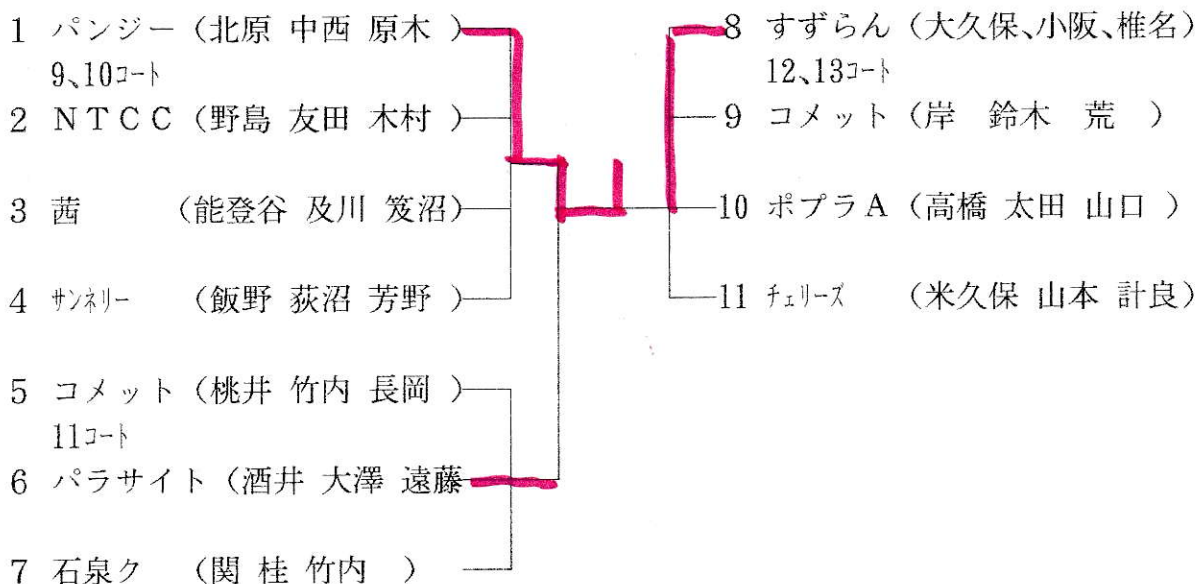 1 パンジー(北原 中西 原木 )
9、10コート
2 NTCC(野島 友田 木村 )
3 茜 (能登谷 及川 笈沼)
4 サンネリー (飯野 荻沼 芳野 )
5 コメット(桃井 竹内 長岡 )
11コート
6 パラサイト(酒井 大澤 遠藤
7 石泉ク (関 桂 竹内 )
8 すずらん(大久保、小阪、椎名)
12、13コート
9 コメット(岸 鈴木 荒 )
10 ポプラA(高橋 太田 山口 )
11 チェリーズ (米久保 山本 計良)